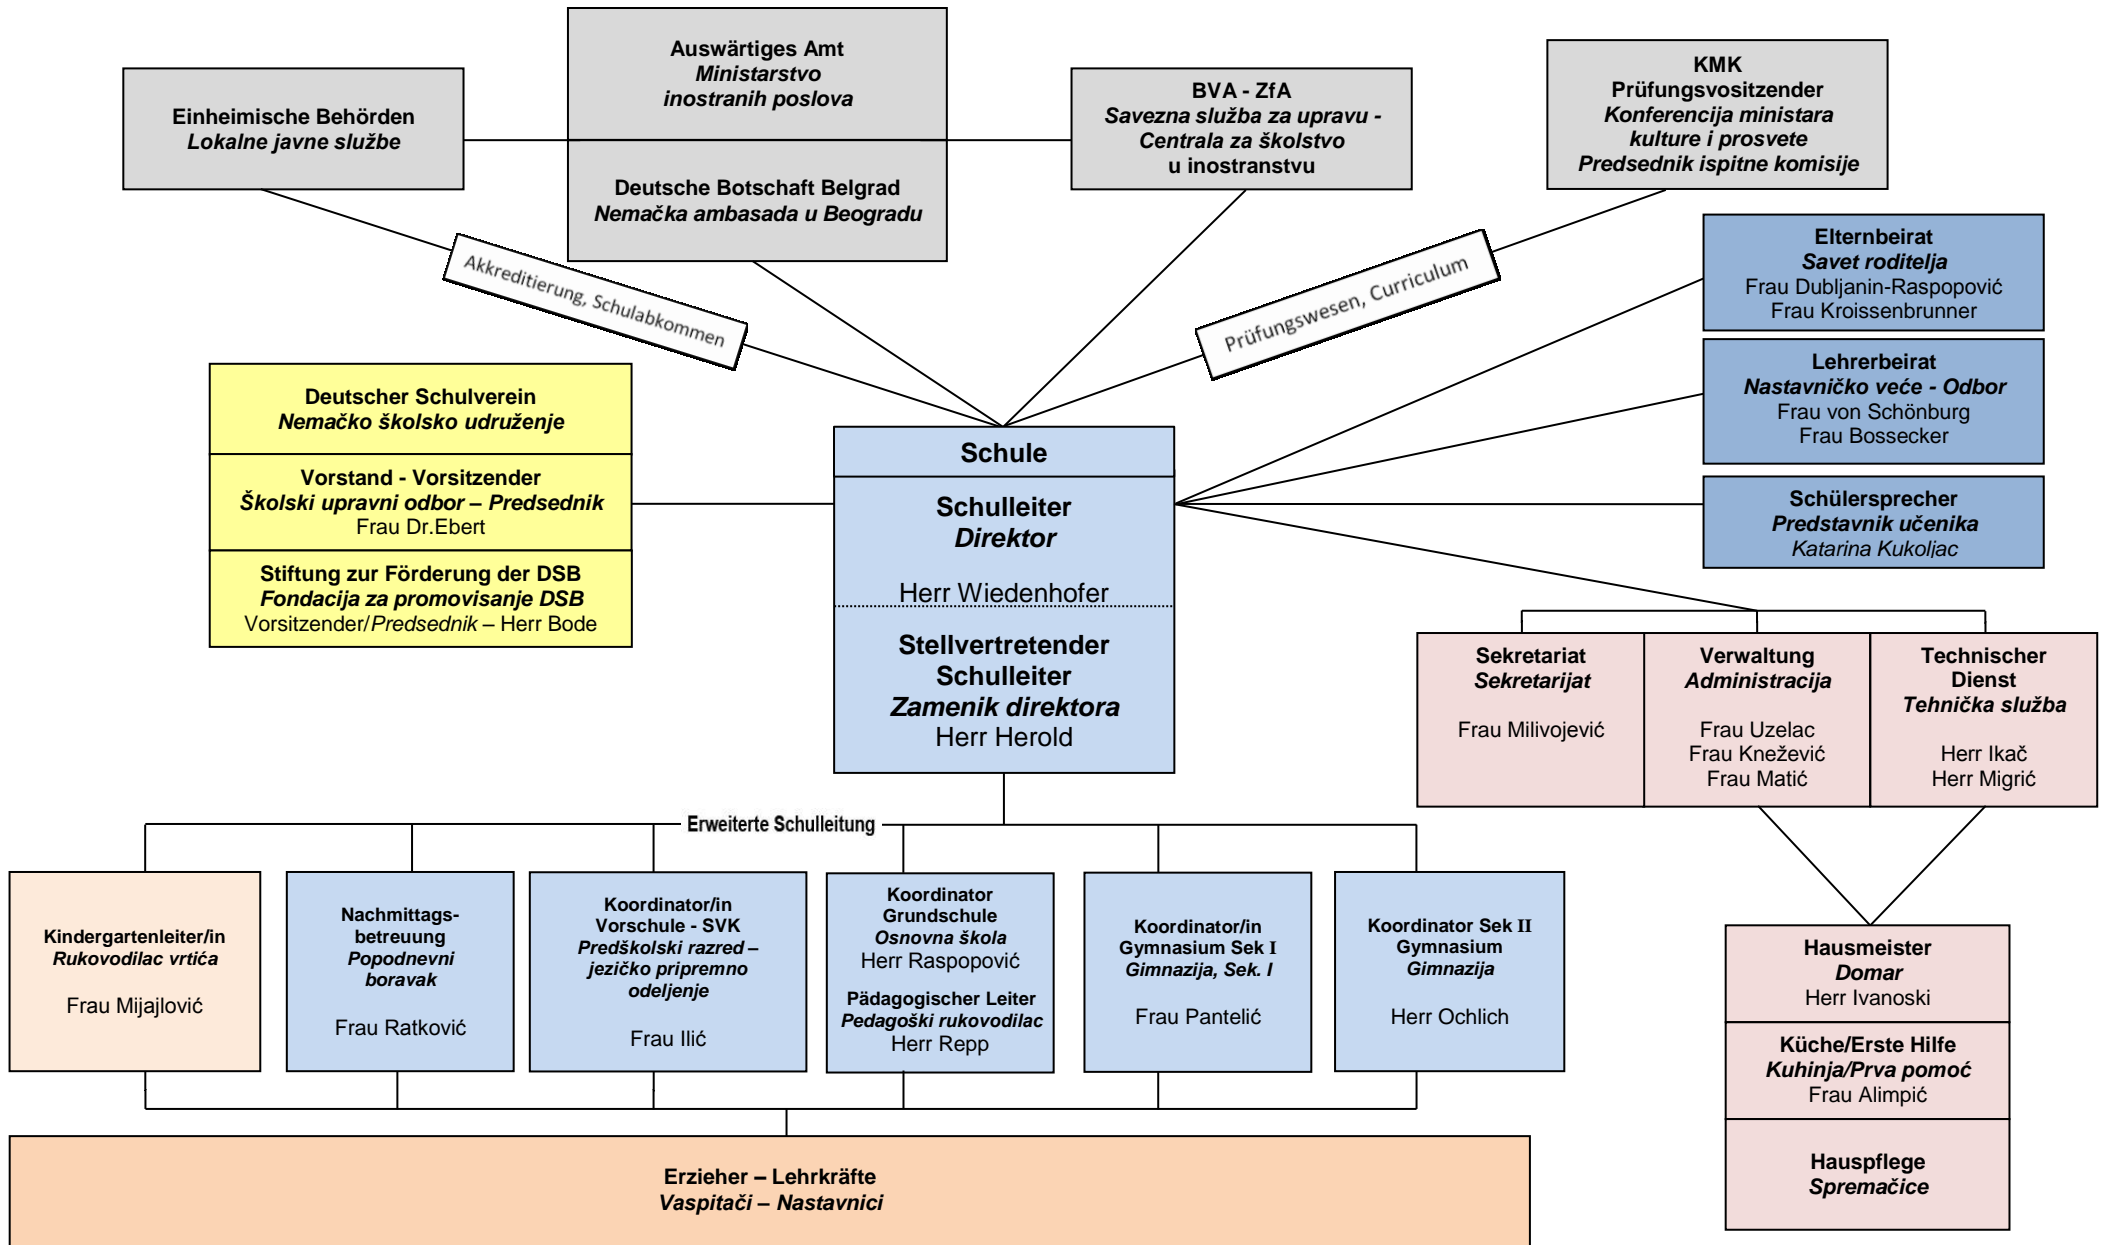 Auswärtiges Amt
Ministarstvo
inostranih poslova
Einheimische Behörden
Lokalne javne službe
Deutsche Botschaft Belgrad
Nemačka ambasada u Beogradu
BVA - ZfA
Savezna služba za upravu -
Centrala za školstvo
u inostranstvu
KMK
Prüfungsvositzender
Konferencija ministara
kulture i prosvete
Predsednik ispitne komisije
Akkreditierung, Schulabkommen
Prüfungswesen, Curriculum
Elternbeirat
Savet roditelja
Frau Dubljanin-Raspopović
Frau Kroissenbrunner
Lehrerbeirat
Nastavničko veće - Odbor
Frau von Schönburg
Frau Bossecker
Schülersprecher
Predstavnik učenika
Katarina Kukoljac
Deutscher Schulverein
Nemačko školsko udruženje
Vorstand - Vorsitzender
Školski upravni odbor – Predsednik
Frau Dr.Ebert
Stiftung zur Förderung der DSB
Fondacija za promovisanje DSB
Vorsitzender/Predsednik – Herr Bode
Schule
Schulleiter
Direktor
Herr Wiedenhofer
Stellvertretender
Schulleiter
Zamenik direktora
Herr Herold
Sekretariat
Sekretarijat
Frau Milivojević
Verwaltung
Administracija
Frau Uzelac
Frau Knežević
Frau Matić
Technischer
Dienst
Tehnička služba
Herr Ikač
Herr Migrić
Erweiterte Schulleitung
Kindergartenleiter/in
Rukovodilac vrtića
Frau Mijajlović
Nachmittags-
betreuung
Popodnevni
boravak
Frau Ratković
Koordinator/in
Vorschule - SVK
Predškolski razred –
jezičko pripremno
odeljenje
Frau Ilić
Koordinator
Grundschule
Osnovna škola
Herr Raspopović
Pädagogischer Leiter
Pedagoški rukovodilac
Herr Repp
Koordinator/in
Gymnasium Sek I
Gimnazija, Sek. I
Frau Pantelić
Koordinator Sek II
Gymnasium
Gimnazija
Herr Ochlich
Hausmeister
Domar
Herr Ivanoski
Küche/Erste Hilfe
Kuhinja/Prva pomoć
Frau Alimpić
Hauspflege
Spremačice
Erzieher – Lehrkräfte
Vaspitači – Nastavnici